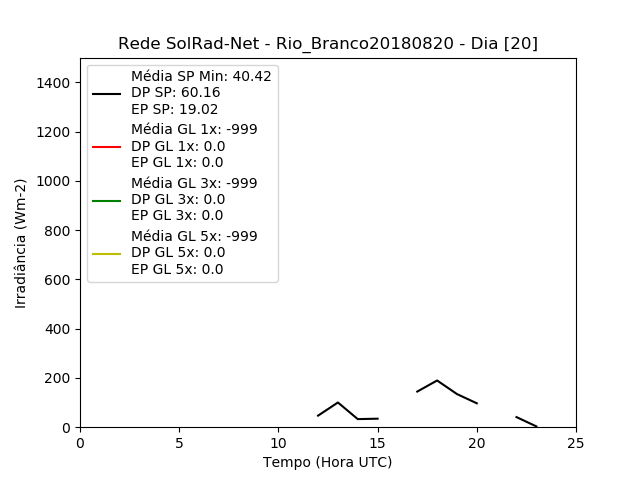 Rede SolRad-Net - Rio_Branco20180820 - Dia [20]
Média SP Min: 40.42
DP SP: 60.16
EP SP: 19.02
Média GL 1x: -999
DP GL 1x: 0.0
EP GL 1x: 0.0
Média GL 3x: -999
DP GL 3x: 0.0
EP GL 3x: 0.0
Média GL 5x: -999
DP GL 5x: 0.0
EP GL 5x: 0.0
Irradiância (Wm-2)
1400
1200
1000
800
600
400
200
0
0 5 10 15 20 25
Tempo (Hora UTC)